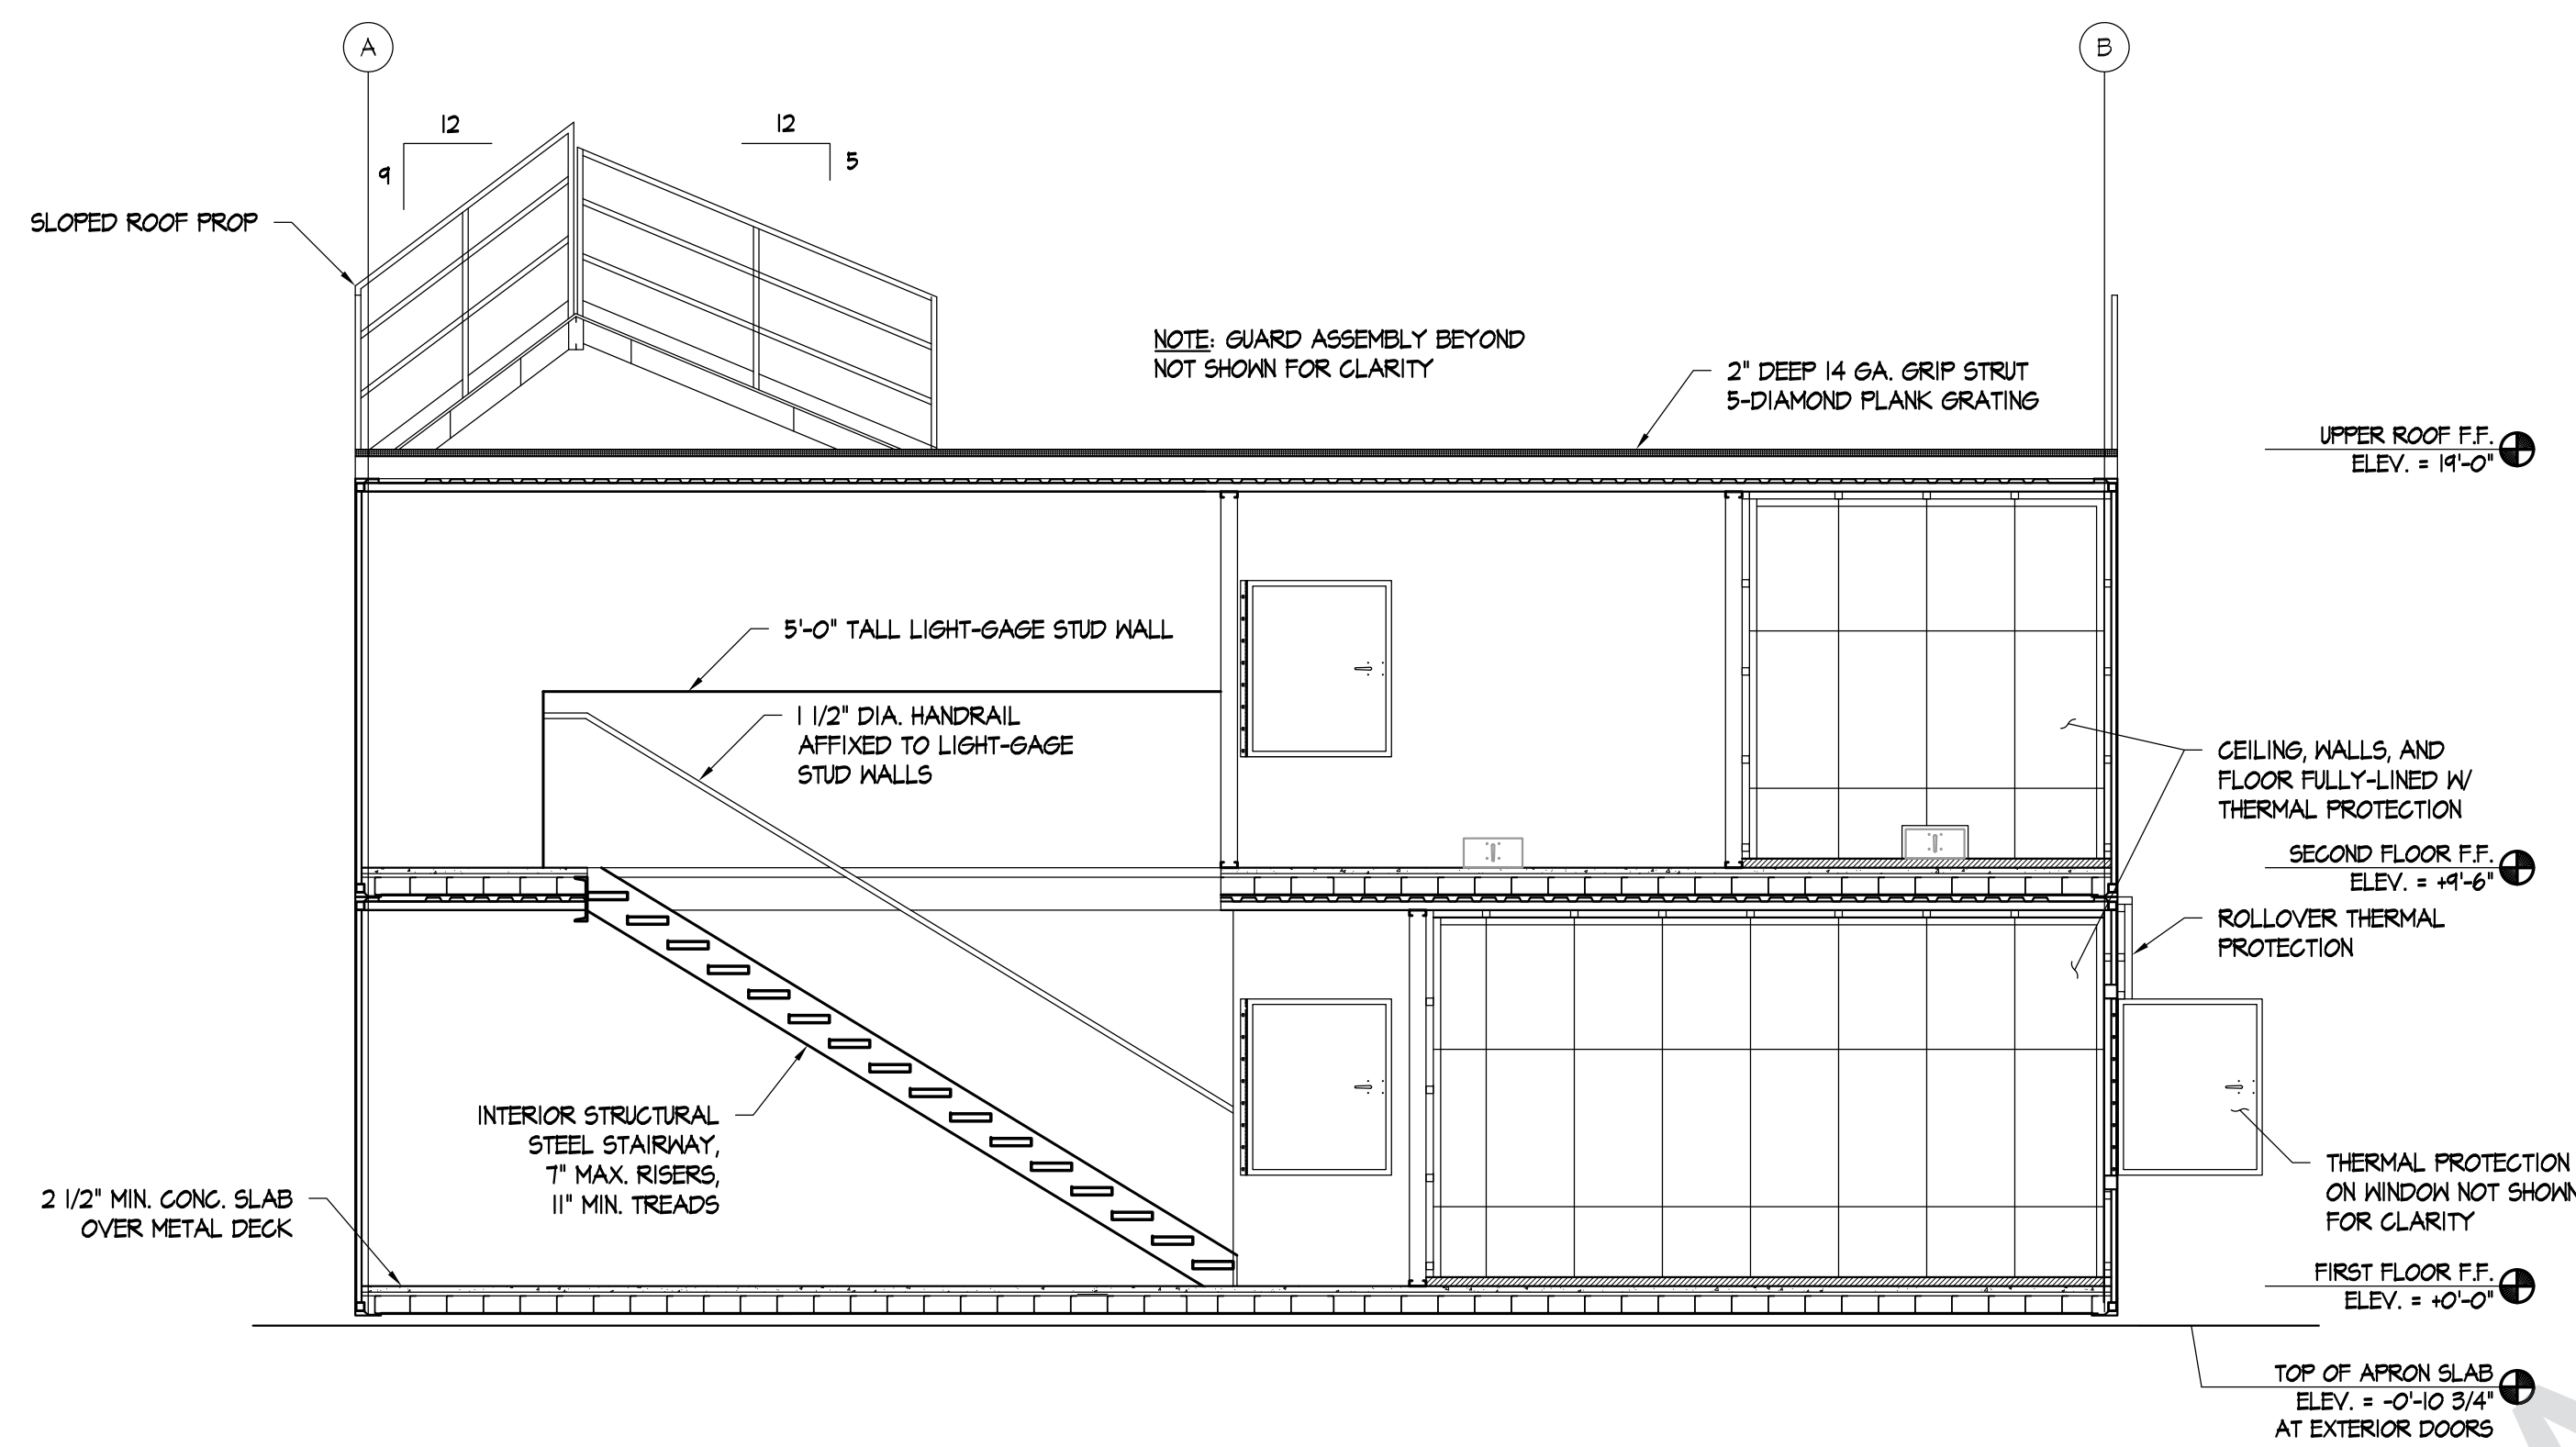 A
B
12
9
12
5
SLOPED ROOF PROP
NOTE: GUARD ASSEMBLY BEYOND
NOT SHOWN FOR CLARITY
2" DEEP 14 GA. GRIP STRUT
5-DIAMOND PLANK GRATING
UPPER ROOF F.F.
ELEV. = 19'-0"
5'-0" TALL LIGHT-GAGE STUD WALL
1 1/2" DIA. HANDRAIL
AFFIXED TO LIGHT-GAGE
STUD WALLS
CEILING, WALLS, AND
FLOOR FULLY-LINED W/
THERMAL PROTECTION
SECOND FLOOR F.F.
ELEV. = +9'-6"
ROLLOVER THERMAL
PROTECTION
INTERIOR STRUCTURAL
STEEL STAIRWAY,
7" MAX. RISERS,
11" MIN. TREADS
2 1/2" MIN. CONC. SLAB
OVER METAL DECK
THERMAL PROTECTION
ON WINDOW NOT SHOWN
FOR CLARITY
FIRST FLOOR F.F.
ELEV. = +0'-0"
TOP OF APRON SLAB
ELEV. = -0'-10 3/4"
AT EXTERIOR DOORS